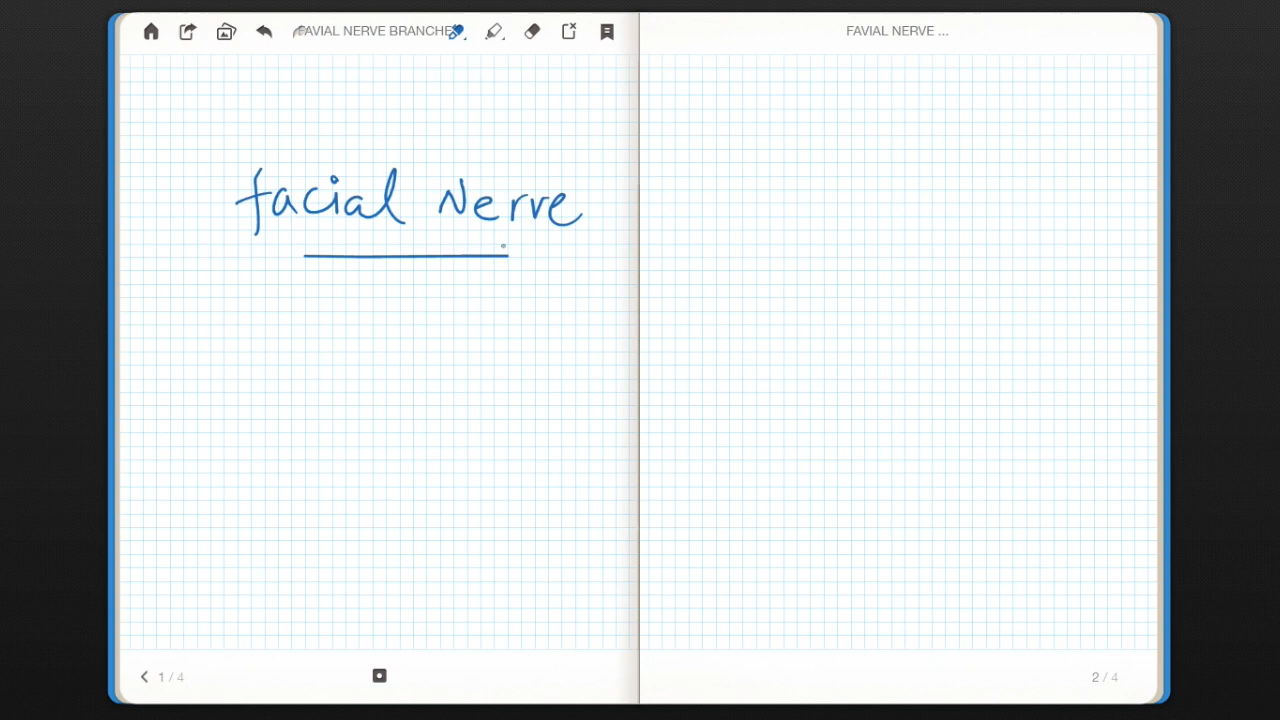 FAVIAL NERVE BRANCHE
facial Nerve
1 / 4
FAVIAL NERVE ...
2 / 4